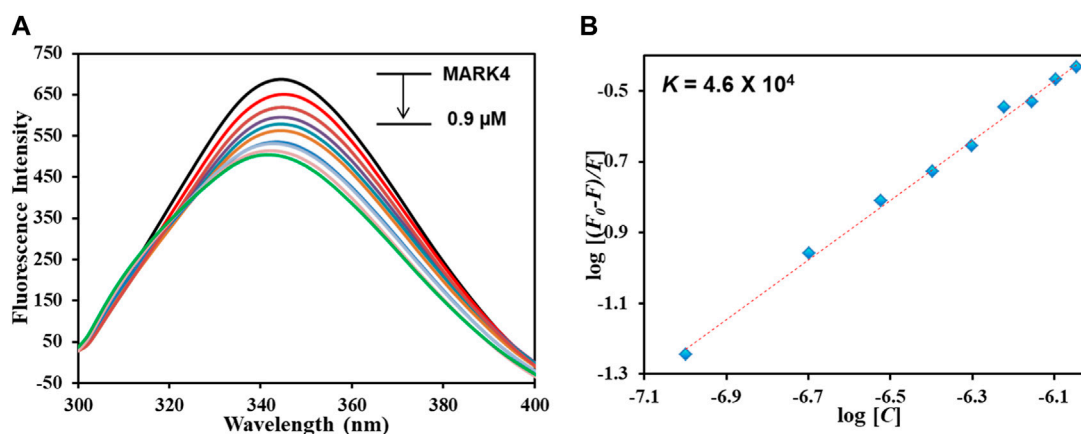 A
B
750
650
550
450
350
250
150
50
-50
Fluorescence Intensity
MARK4
0.9 µM
300
320
340
360
380
400
Wavelength (nm)
K = 4.6 X 10⁴
-0.5
-0.7
-0.9
-1.1
-1.3
log [(F₀-F)/F]
-7.1
-6.9
-6.7
-6.5
-6.3
-6.1
log [C]